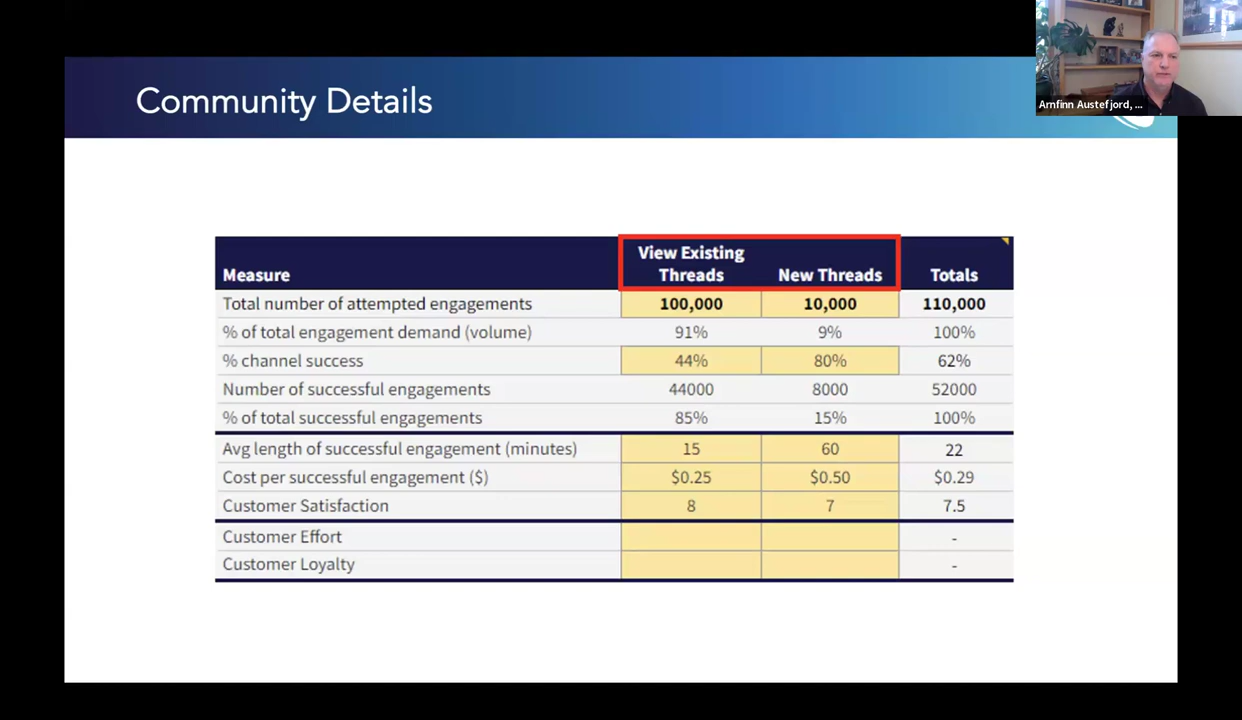 Community Details
Arnfinn Austefjord, ...
View Existing
Measure Threads New Threads Totals
Total number of attempted engagements 100,000 10,000 110,000
% of total engagement demand (volume) 91% 9% 100%
% channel success 44% 80% 62%
Number of successful engagements 44000 8000 52000
% of total successful engagements 85% 15% 100%
Avg length of successful engagement (minutes) 15 60 22
Cost per successful engagement ($) $0.25 $0.50 $0.29
Customer Satisfaction 8 7 7.5
Customer Effort -
Customer Loyalty -